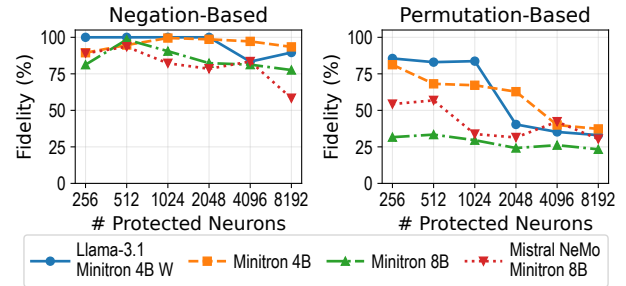 Negation-Based
Permutation-Based
Fidelity (%)
100
75
50
25
0
256 512 1024 2048 4096 8192
# Protected Neurons
Fidelity (%)
100
75
50
25
0
256 512 1024 2048 4096 8192
# Protected Neurons
Llama-3.1
Minitron 4B W
Minitron 4B
Minitron 8B
Mistral NeMo
Minitron 8B